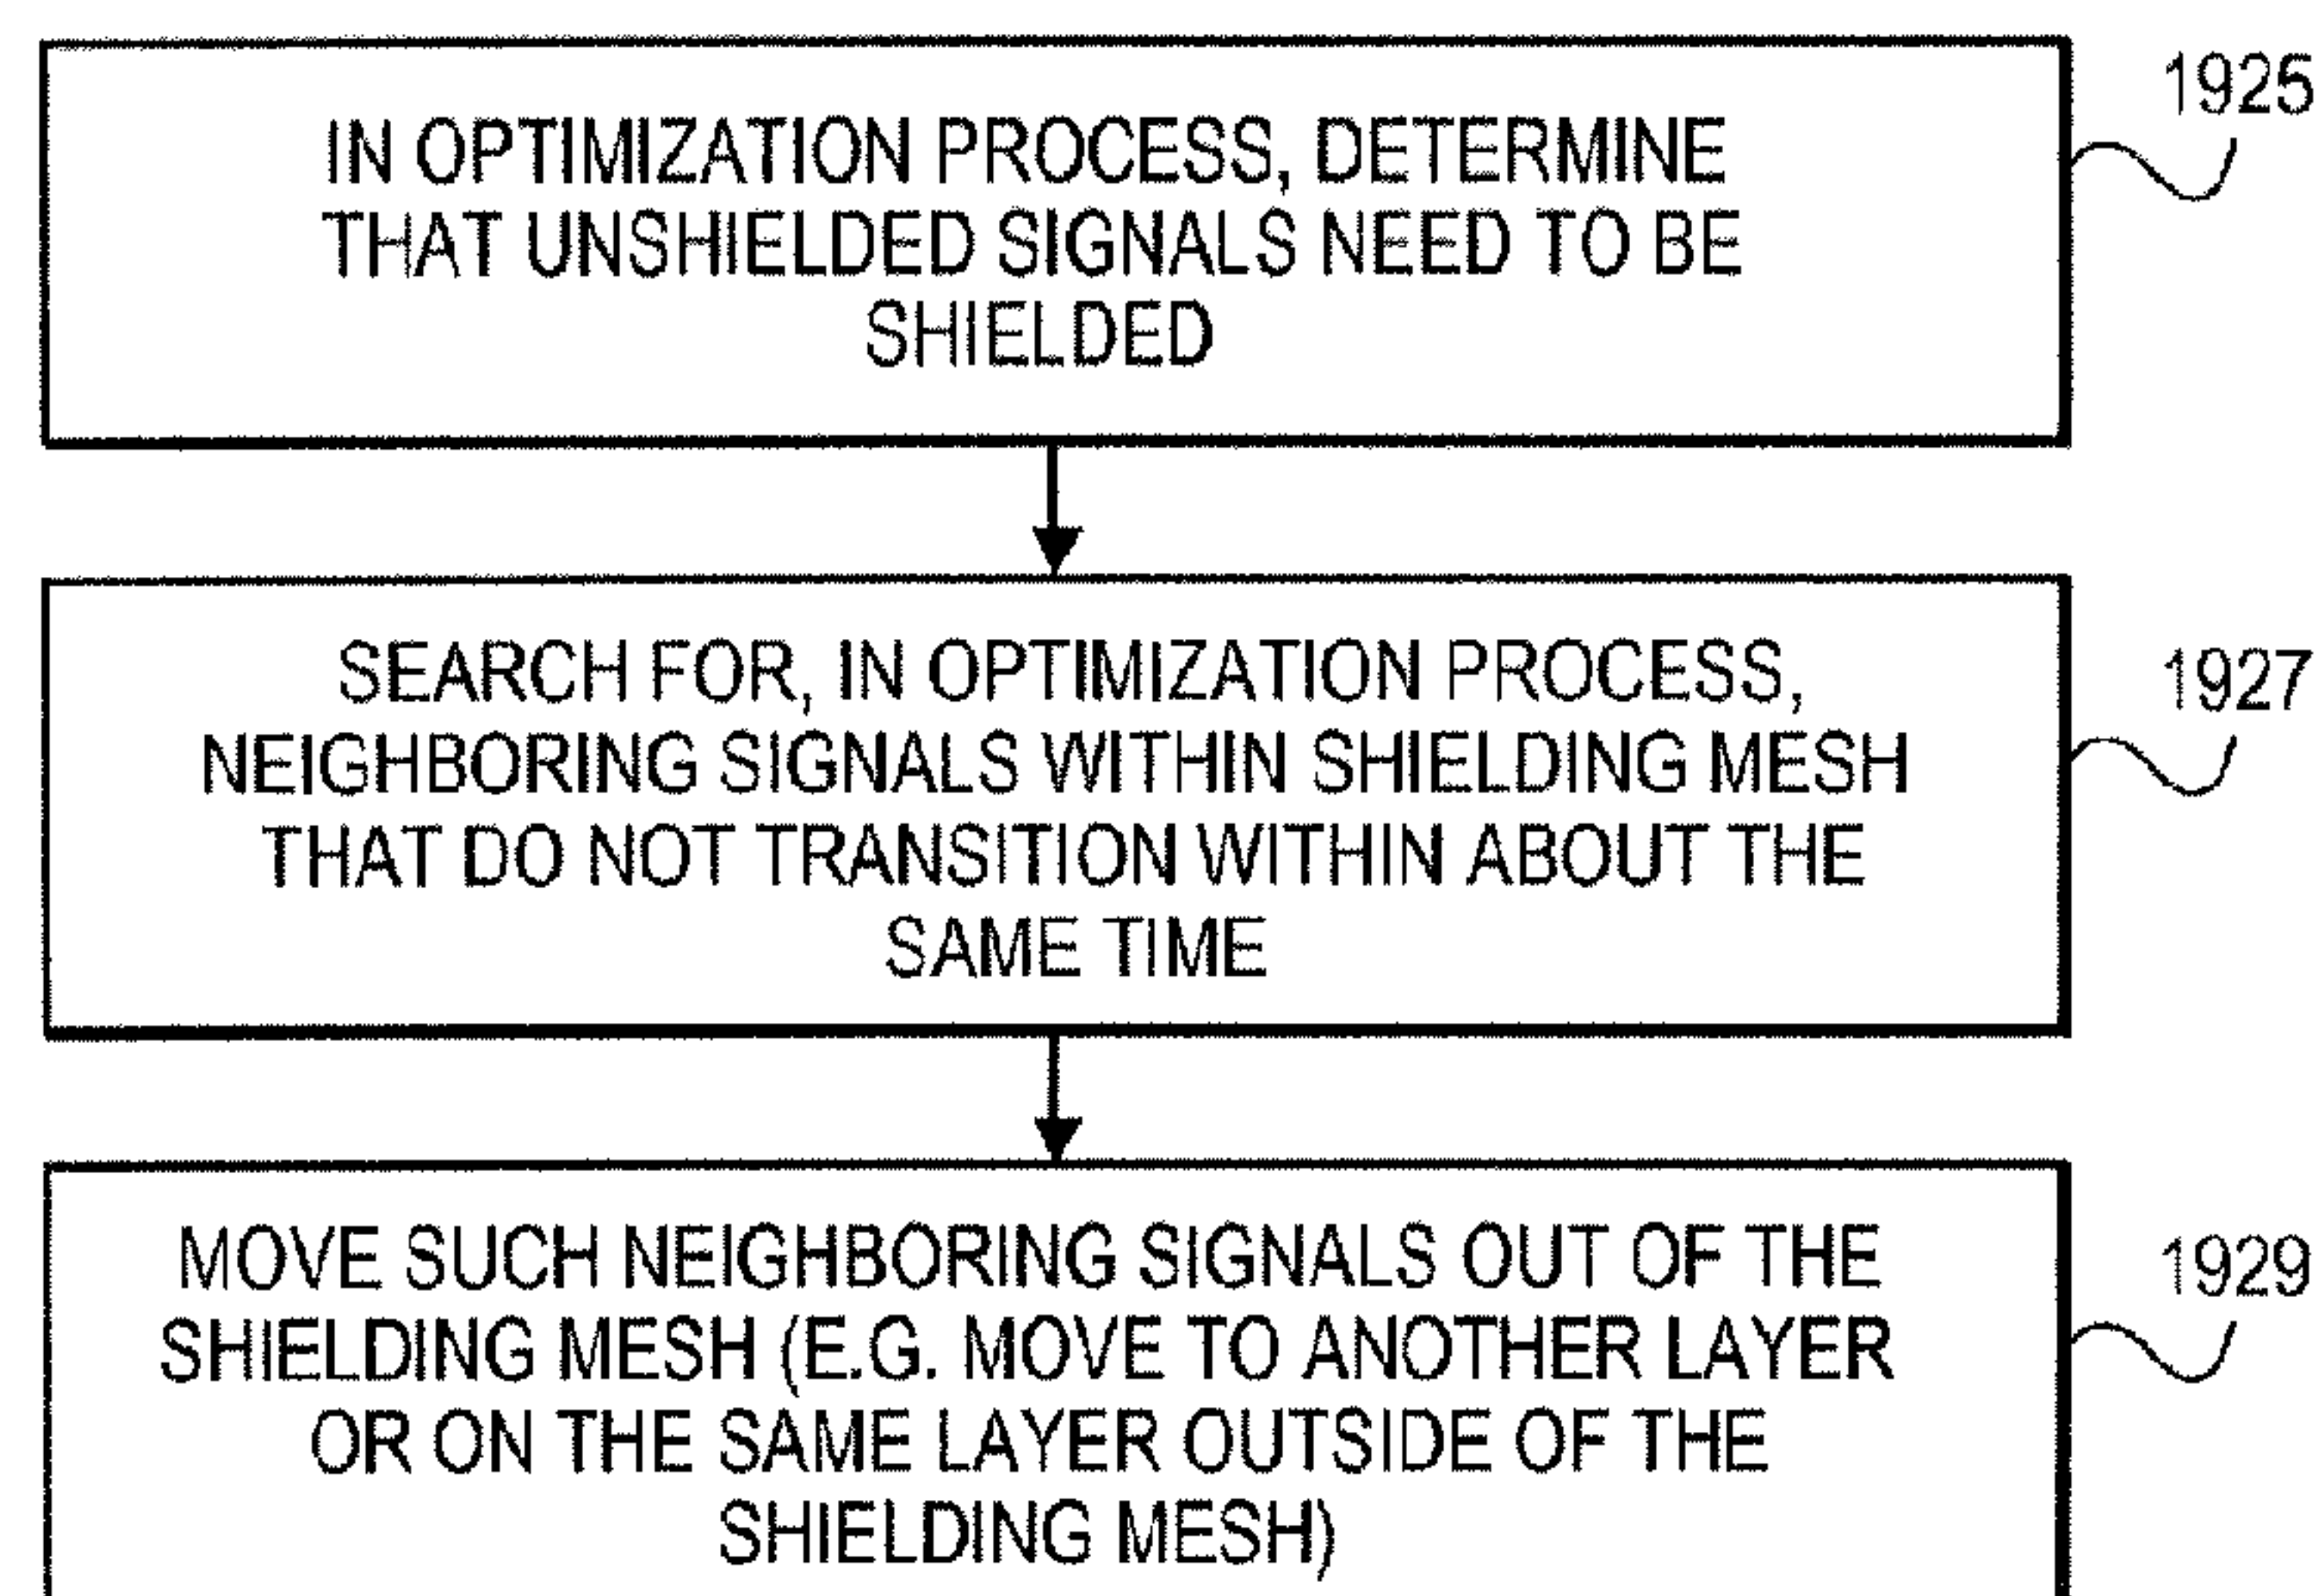 1925
IN OPTIMIZATION PROCESS, DETERMINE
THAT UNSHIELDED SIGNALS NEED TO BE
SHIELDED
1927
SEARCH FOR, IN OPTIMIZATION PROCESS,
NEIGHBORING SIGNALS WITHIN SHIELDING MESH
THAT DO NOT TRANSITION WITHIN ABOUT THE
SAME TIME
1929
MOVE SUCH NEIGHBORING SIGNALS OUT OF THE
SHIELDING MESH (E.G. MOVE TO ANOTHER LAYER
OR ON THE SAME LAYER OUTSIDE OF THE
SHIELDING MESH)